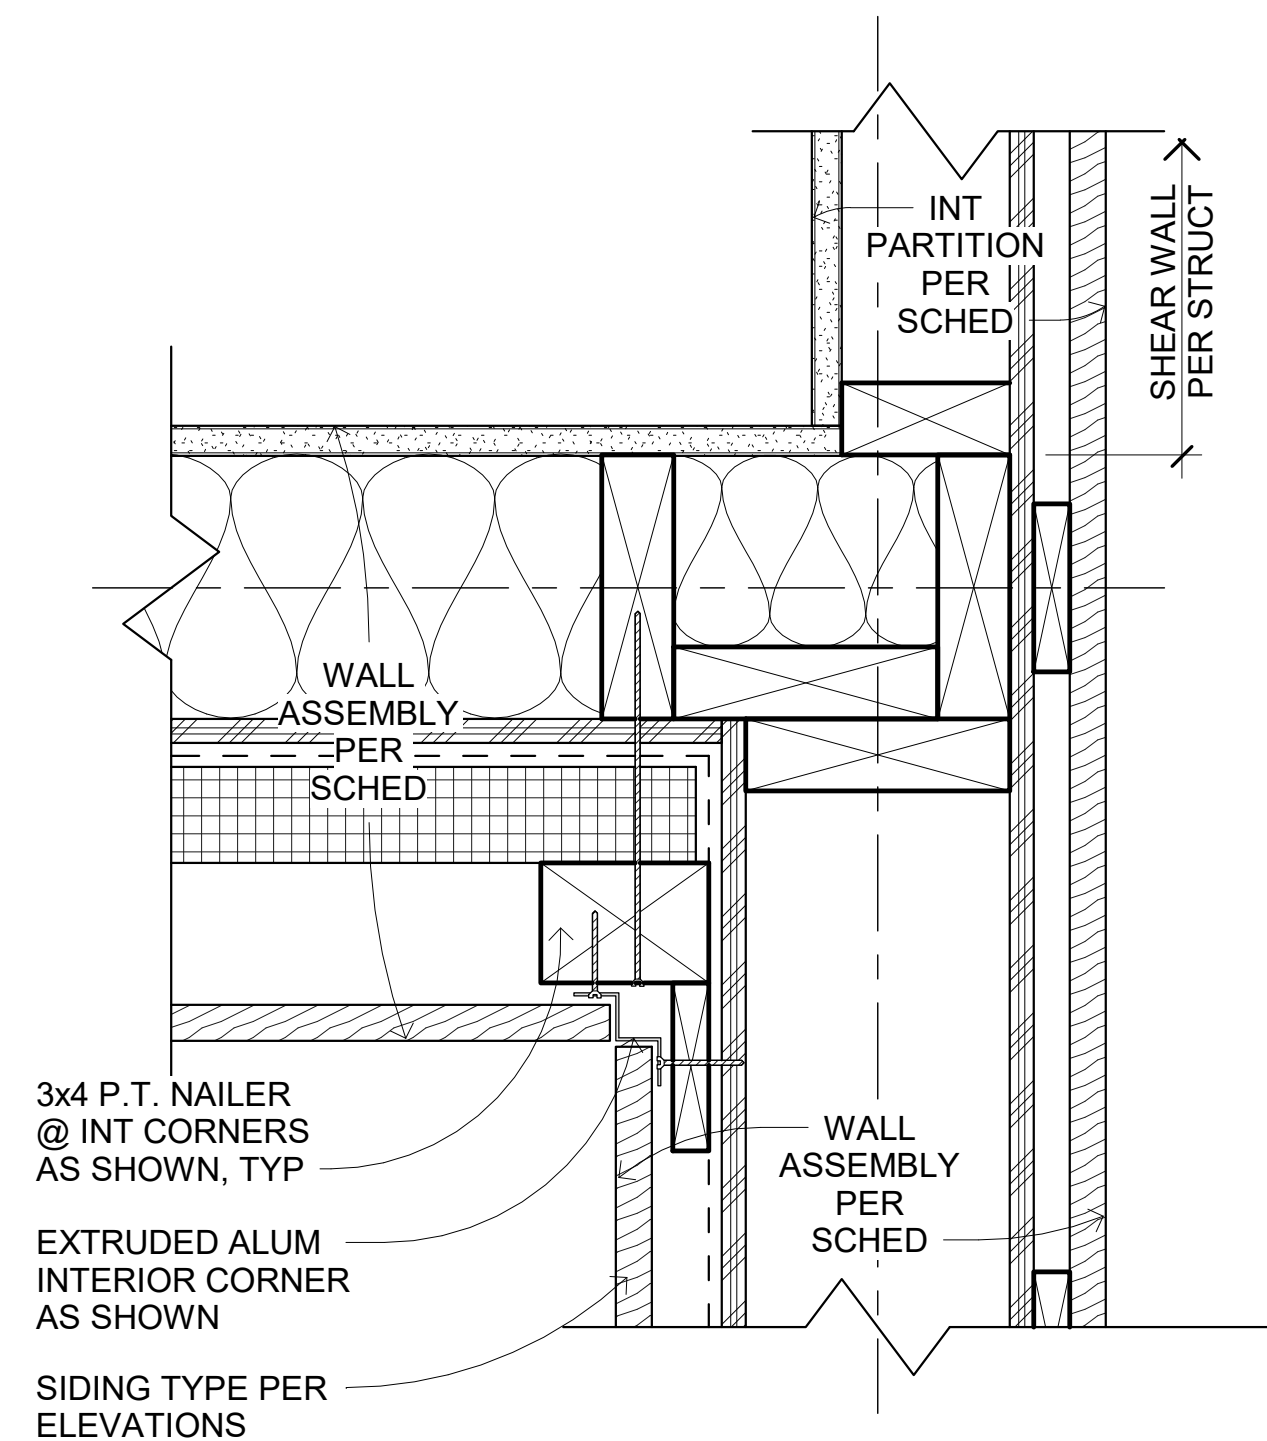 INT
PARTITION
PER
SCHED
SHEAR WALL
PER STRUCT
WALL
ASSEMBLY
PER
SCHED
3x4 P.T. NAILER
@ INT CORNERS
AS SHOWN, TYP
WALL
ASSEMBLY
PER
SCHED
EXTRUDED ALUM
INTERIOR CORNER
AS SHOWN
SIDING TYPE PER
ELEVATIONS